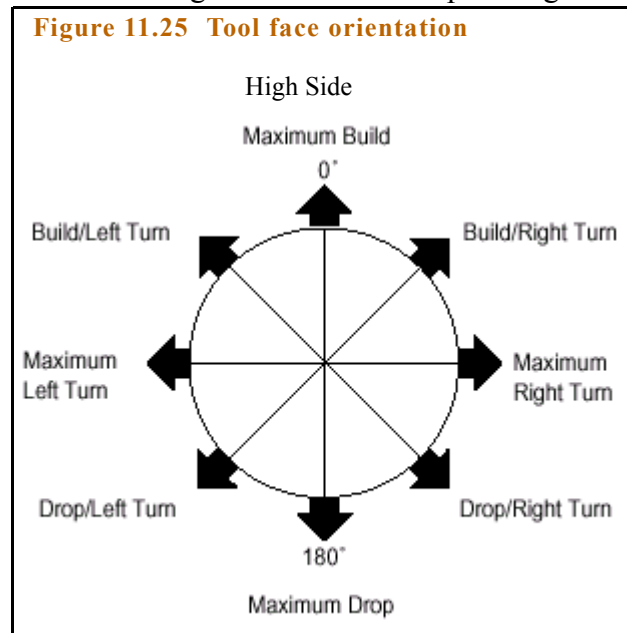 Figure 11.25 Tool face orientation
High Side
Maximum Build
0°
Build/Left Turn
Build/Right Turn
Maximum
Left Turn
Maximum
Right Turn
Drop/Left Turn
Drop/Right Turn
180°
Maximum Drop